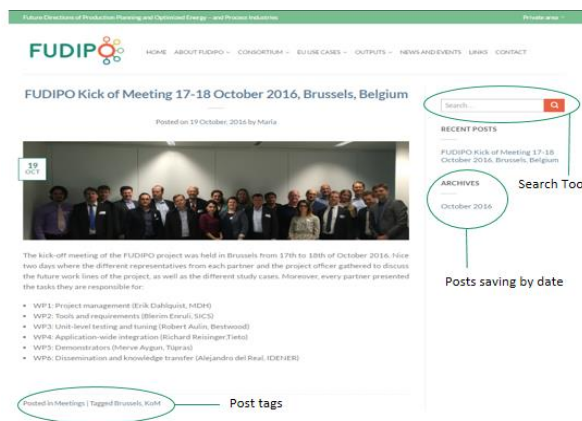 Future Directions of Production Planning and Optimized Energy – and Process Industries
Private area
FUDIPO
HOME ABOUT FUDIPO CONSORTIUM EU USE CASES OUTPUTS NEWS AND EVENTS LINKS CONTACT
FUDIPO Kick of Meeting 17-18 October 2016, Brussels, Belgium
Posted on 19 October, 2016 by Maria
19
OCT
The kick-off meeting of the FUDIPO project was held in Brussels from 17th to 18th of October 2016. Nice
two days where the different representatives from each partner and the project officer gathered to discuss
the future work lines of the project, as well as the different study cases. Moreover, every partner presented
the tasks they are responsible for:
• WP1: Project management (Erik Dahlquist, MDH)
• WP2: Tools and requirements (Blerim Emruli, SICS)
• WP3: Unit-level testing and tuning (Robert Aulin, Bestwood)
• WP4: Application-wide integration (Richard Reisinger,Tieto)
• WP5: Demonstrators (Merve Aygun, Tüpras)
• WP6: Dissemination and knowledge transfer (Alejandro del Real, IDENER)
Posted in Meetings | Tagged Brussels, KoM
Post tags
Search...
RECENT POSTS
FUDIPO Kick of Meeting 17-18
October 2016, Brussels, Belgium
Search Too
ARCHIVES
October 2016
Posts saving by date